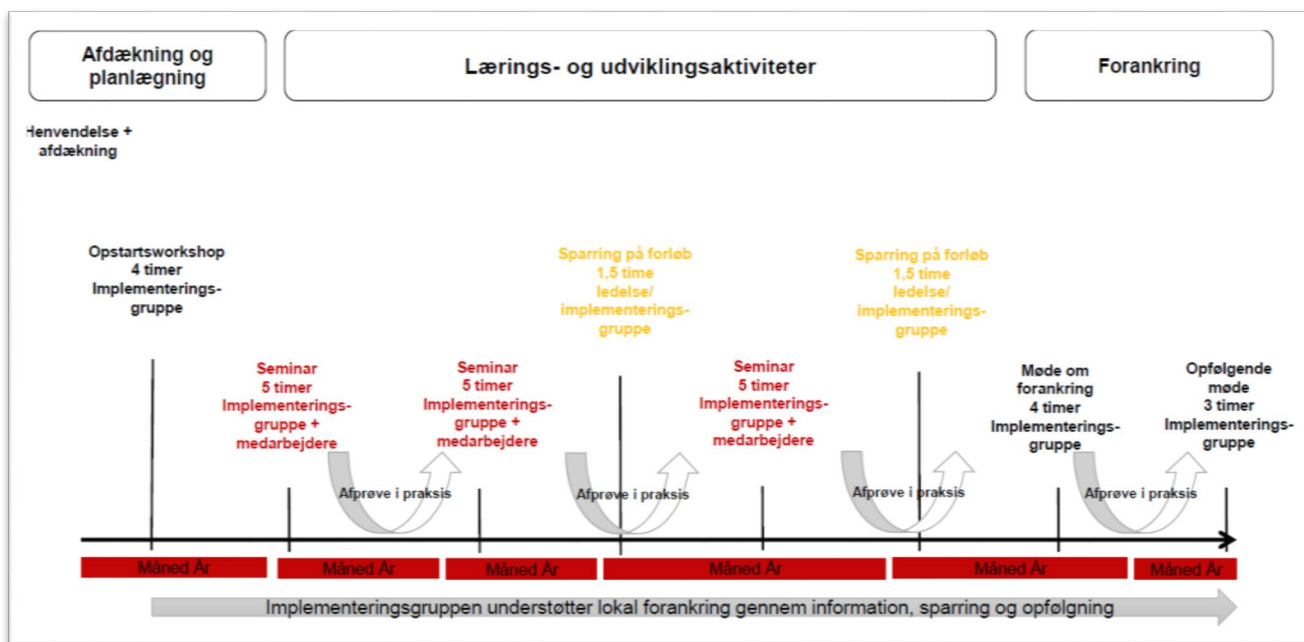 Afdækning og
planlægning
Lærings- og udviklingsaktiviteter
Forankring
Henvendelse +
afdækning
Opstartsworkshop
4 timer
Implementerings-
gruppe
Sparring på forløb
1,5 time
ledelse/
implementerings-
gruppe
Sparring på forløb
1,5 time
ledelse/
implementerings-
gruppe
Seminar
5 timer
Implementerings-
gruppe +
medarbejdere
Seminar
5 timer
Implementerings-
gruppe +
medarbejdere
Seminar
5 timer
Implementerings-
gruppe +
medarbejdere
Møde om
forankring
4 timer
Implementerings-
gruppe
Opfølgende
møde
3 timer
Implementerings-
gruppe
Afprøve i praksis
Afprøve i praksis
Afprøve i praksis
Afprøve i praksis
Måned År
Måned År
Måned År
Måned År
Måned År
Måned År
Implementeringsgruppen understøtter lokal forankring gennem information, sparring og opfølgning